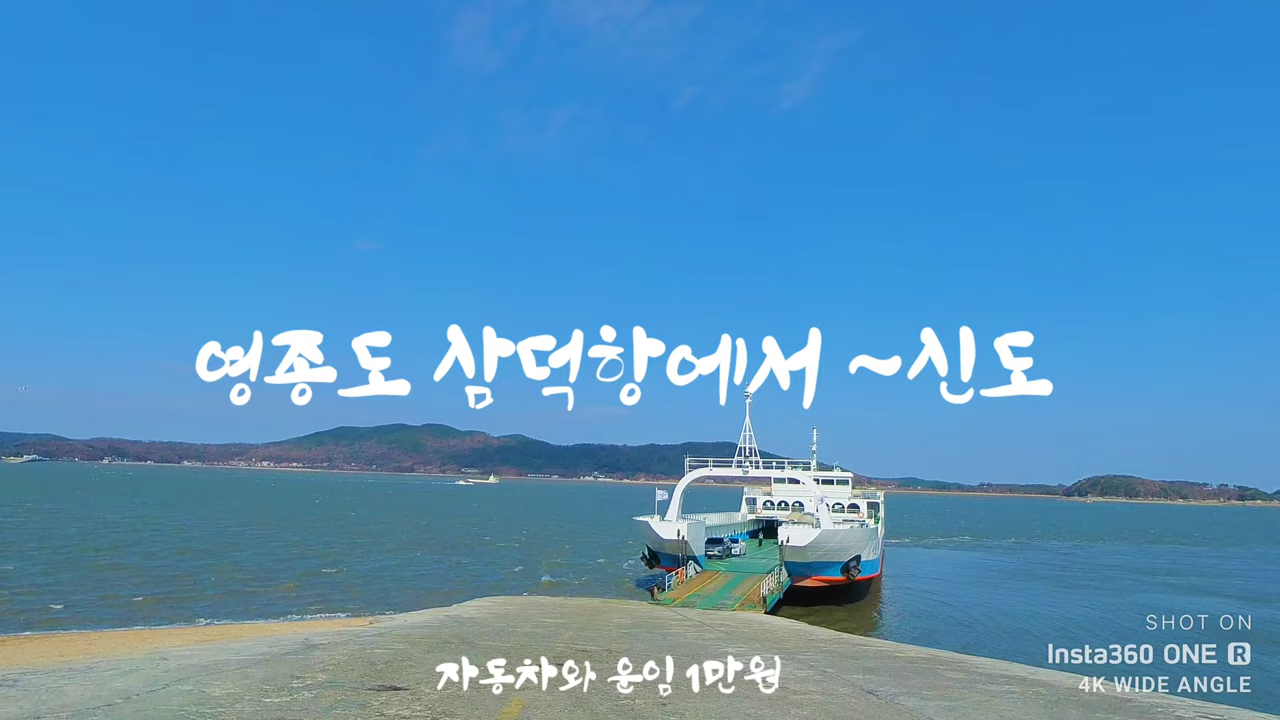 영종도 삼덕항에서 ~신도
SHOT ON
Insta360 ONE R
4K WIDE ANGLE
자동차와 운임 1만원